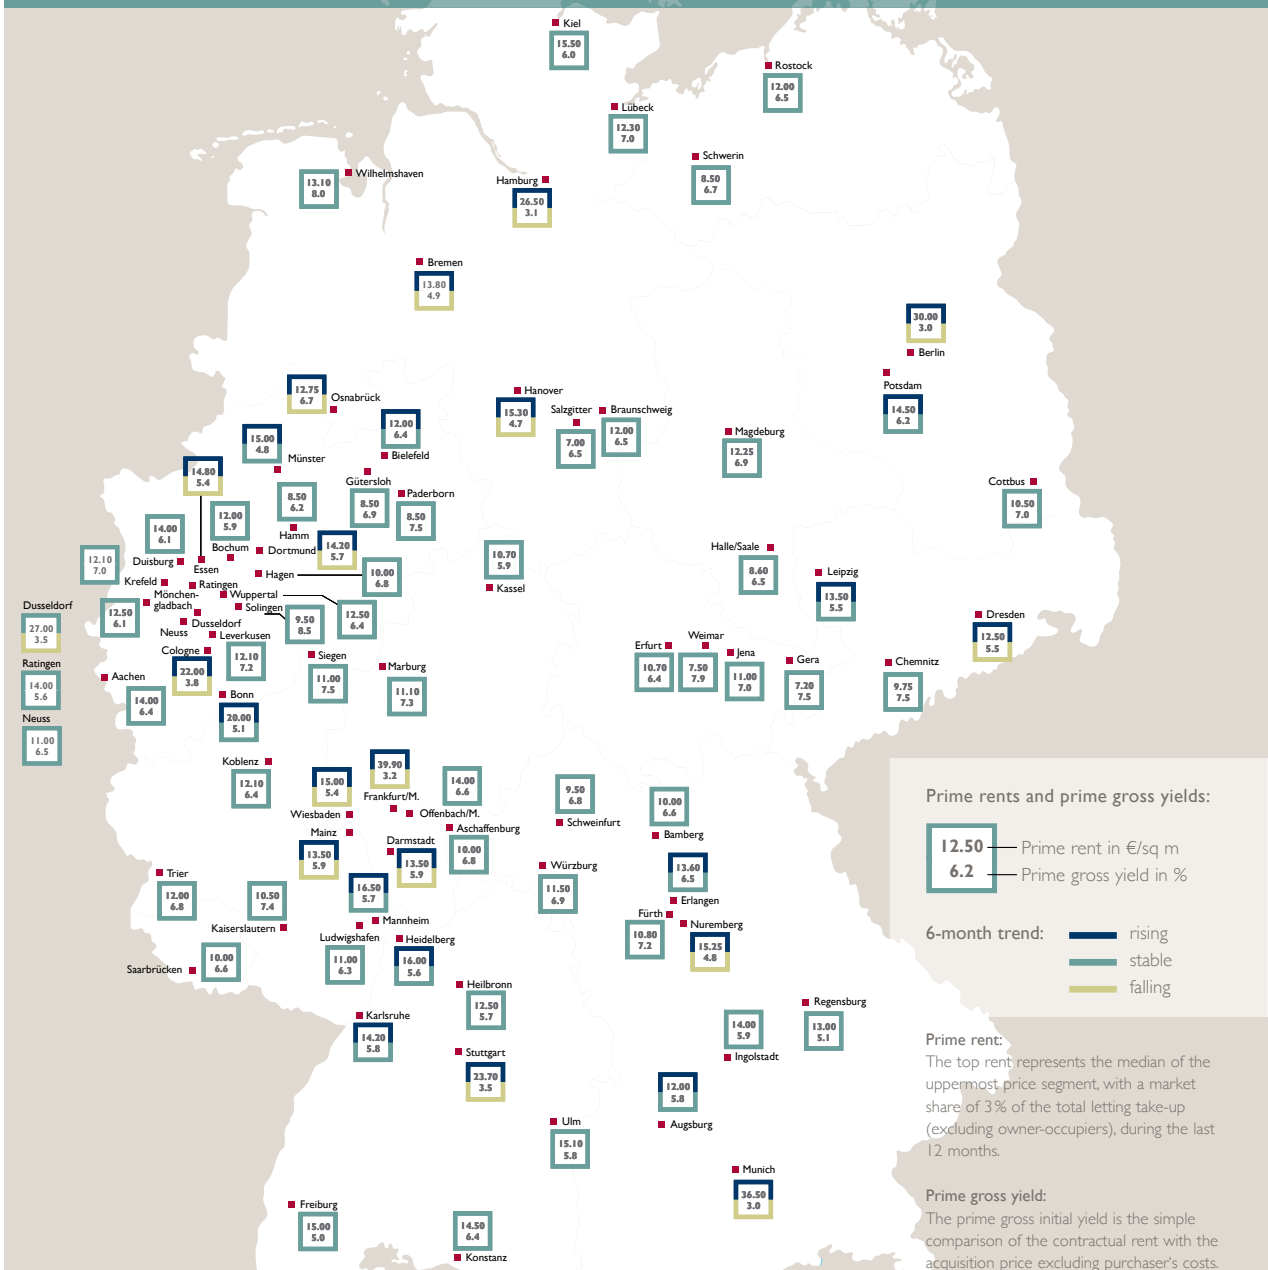 Kiel
15.50
6.0
Rostock
12.00
6.5
Lübeck
12.30
7.0
Schwerin
8.50
6.7
Wilhelmshaven
13.10
8.0
Hamburg
26.50
3.1
Bremen
13.80
4.9
30.00
3.0
Berlin
Potsdam
14.50
6.2
12.75
6.7
Osnabrück
Hanover
15.30
4.7
Salzgitter
7.00
6.5
Braunschweig
12.00
6.5
12.00
6.4
Bielefeld
Magdeburg
12.25
6.9
15.00
4.8
Münster
14.80
5.4
Gütersloh
8.50
6.9
Paderborn
8.50
7.5
Cottbus
10.50
7.0
8.50
6.2
Hamm
12.00
5.9
Bochum
14.00
6.1
Duisburg
Essen
Dortmund
14.20
5.7
12.10
7.0
Krefeld
Hagen
10.00
6.8
10.70
5.9
Kassel
Halle/Saale
8.60
6.5
Leipzig
13.50
5.5
Ratingen
Wuppertal
12.50
6.4
Mönchen-
gladbach
12.50
6.1
Solingen
9.50
8.5
Dusseldorf
27.00
3.5
Ratingen
14.00
5.6
Neuss
11.00
6.5
Dusseldorf
Neuss
Leverkusen
12.10
7.2
Cologne
22.00
3.8
Dresden
12.50
5.5
Siegen
11.00
7.5
Marburg
11.10
7.3
Erfurt
10.70
6.4
Weimar
7.50
7.9
Jena
11.00
7.0
Gera
7.20
7.5
Chemnitz
9.75
7.5
Aachen
14.00
6.4
Bonn
20.00
5.1
Koblenz
12.10
6.4
15.00
5.4
Wiesbaden
39.90
3.2
Frankfurt/M.
14.00
6.6
Offenbach/M.
9.50
6.8
Schweinfurt
10.00
6.6
Bamberg
Mainz
13.50
5.9
Darmstadt
13.50
5.9
Aschaffenburg
10.00
6.8
Würzburg
11.50
6.9
13.60
6.5
Erlangen
Trier
12.00
6.8
10.50
7.4
Kaiserslautern
16.50
5.7
Mannheim
Ludwigshafen
11.00
6.3
Heidelberg
16.00
5.6
Fürth
10.80
7.2
Nuremberg
15.25
4.8
Saarbrücken
10.00
6.6
Heilbronn
12.50
5.7
Karlsruhe
14.20
5.8
Stuttgart
23.70
3.5
14.00
5.9
Ingolstadt
Regensburg
13.00
5.1
12.00
5.8
Augsburg
Ulm
15.10
5.8
Munich
36.50
3.0
Freiburg
15.00
5.0
14.50
6.4
Konstanz
Prime rents and prime gross yields:
12.50 Prime rent in €/sq m
6.2 Prime gross yield in %
6-month trend: rising
stable
falling
Prime rent:
The top rent represents the median of the
uppermost price segment, with a market
share of 3% of the total letting take-up
(excluding owner-occupiers), during the last
12 months.
Prime gross yield:
The prime gross initial yield is the simple
comparison of the contractual rent with the
acquisition price excluding purchaser's costs.